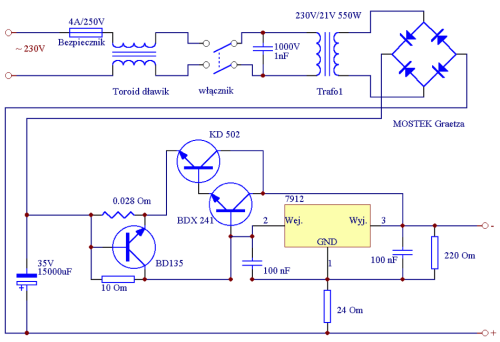 4A/250V
Bezpiecznik
~ 230V
Toroid dławik
włącznik
1000V
1nF
230V/21V 550W
Trafo1
MOSTEK Graetza
KD 502
0.028 Om
BDX 241
BD135
10 Om
35V
15000uF
+
7912
2
Wej.
Wyj.
3
GND
1
100 nF
100 nF
220 Om
24 Om
-
+